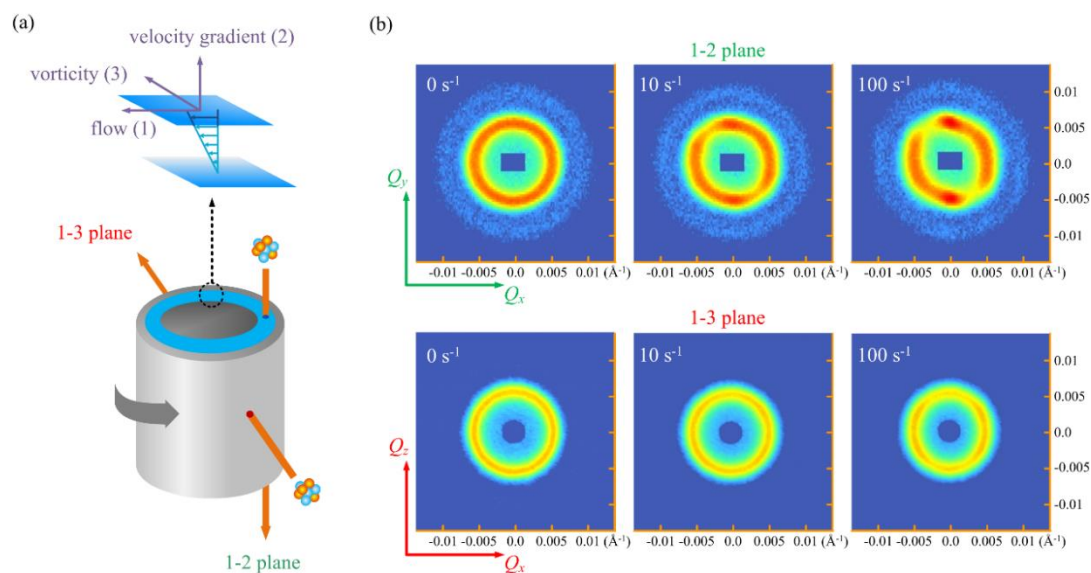 (a)
velocity gradient (2)
vorticity (3)
flow (1)
1-3 plane
1-2 plane
(b)
1-2 plane
0 s⁻¹
10 s⁻¹
100 s⁻¹
0.01
0.005
0.0
-0.005
-0.01
Qy
-0.01 -0.005 0.0 0.005 0.01 (Å⁻¹)
-0.01 -0.005 0.0 0.005 0.01 (Å⁻¹)
-0.01 -0.005 0.0 0.005 0.01 (Å⁻¹)
Qx
1-3 plane
0 s⁻¹
10 s⁻¹
100 s⁻¹
0.01
0.005
0.0
-0.005
-0.01
Qz
-0.01 -0.005 0.0 0.005 0.01 (Å⁻¹)
-0.01 -0.005 0.0 0.005 0.01 (Å⁻¹)
-0.01 -0.005 0.0 0.005 0.01 (Å⁻¹)
Qx